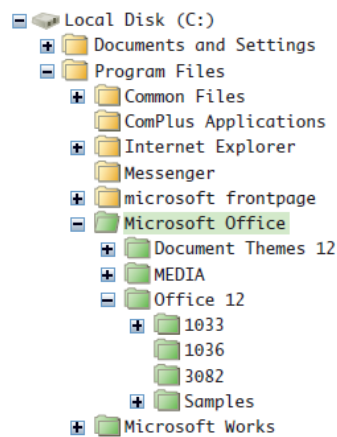 Local Disk (C:)
Documents and Settings
Program Files
Common Files
ComPlus Applications
Internet Explorer
Messenger
microsoft frontpage
Microsoft Office
Document Themes 12
MEDIA
Office 12
1033
1036
3082
Samples
Microsoft Works